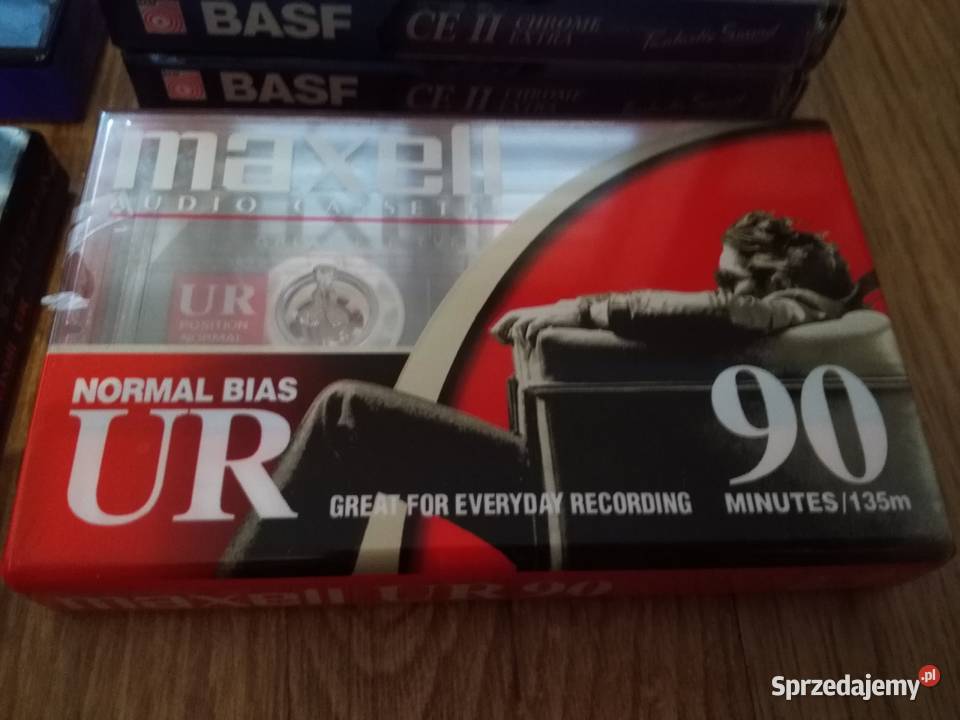 BASF CE II CHROME EXTRA
BASF CE II CHROME EXTRA
maxell
AUDIO CASSETTE
UR
POSITION
NORMAL
NORMAL BIAS
UR
90
GREAT FOR EVERYDAY RECORDING
MINUTES/135m
maxell UR 90
Sprzedajemy.pl